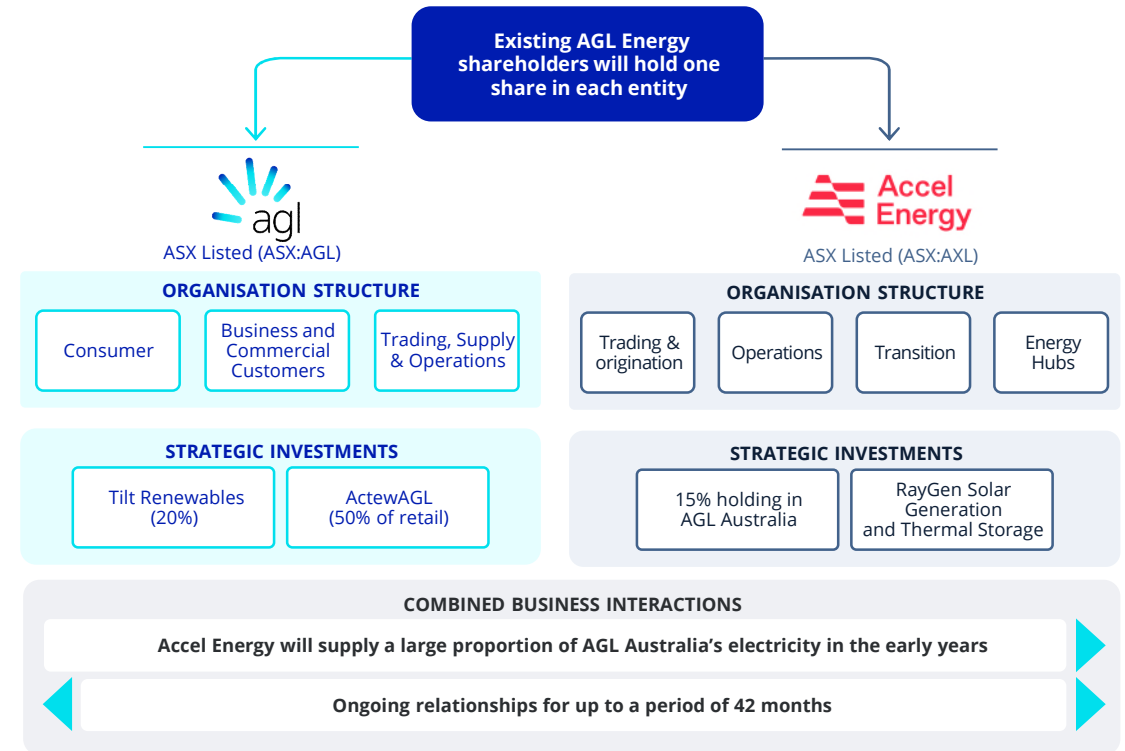 Existing AGL Energy
shareholders will hold one
share in each entity
agl
ASX Listed (ASX:AGL)
ORGANISATION STRUCTURE
Consumer
Business and
Commercial
Customers
Trading, Supply
& Operations
STRATEGIC INVESTMENTS
Tilt Renewables
(20%)
ActewAGL
(50% of retail)
Accel
Energy
ASX Listed (ASX:AXL)
ORGANISATION STRUCTURE
Trading &
origination
Operations
Transition
Energy
Hubs
STRATEGIC INVESTMENTS
15% holding in
AGL Australia
RayGen Solar
Generation
and Thermal Storage
COMBINED BUSINESS INTERACTIONS
Accel Energy will supply a large proportion of AGL Australia’s electricity in the early years
Ongoing relationships for up to a period of 42 months